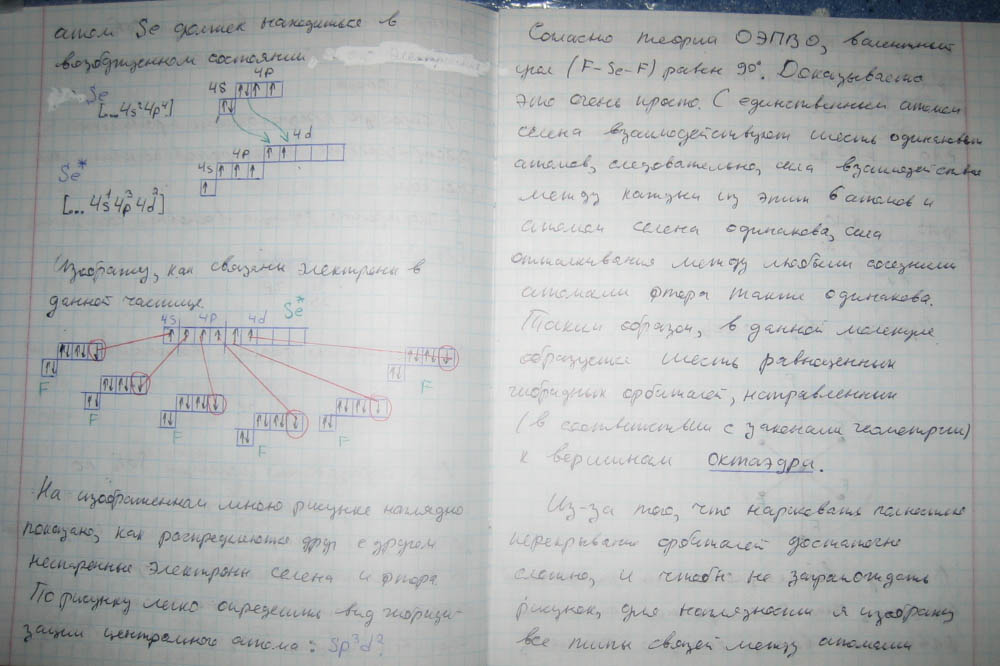 атом Se должен находиться в
возбужденном состоянии.
Se
[...4s²4p⁴]
4s
4p
4d
4s
4p
Se*
[...4s¹4p³4d²]
Изображу, как связаны электроны в
данной частице
4s 4p 4d
Se*
F
F
F
F
F
F
На изображенном мною рисунке наглядно
показано, как распределяются друг с другом
неспаренные электроны селена и фтора
По рисунку легко определить вид гибриди-
зации центрального атома: sp³d².
Согласно теории ОЭПВО, валентный
угол (F-Se-F) равен 90°. Доказывается
это очень просто. С единственным атомом
селена взаимодействуют шесть одинаковых
атомов, следовательно, сила взаимодействия
между каждым из этих 6 атомов и
атомом селена одинакова, сила
отталкивания между любыми соседними
атомами фтора также одинакова.
Таким образом, в данной молекуле
образуется шесть равноценных
гибридных орбиталей, направленных
(в соответствии с законами геометрии)
к вершинам октаэдра.
Из-за того, что нарисовать полностью
перекрывание орбиталей достаточно
сложно, и чтобы не загромождать
рисунок, для наглядности я изображу
все типы связей между атомами